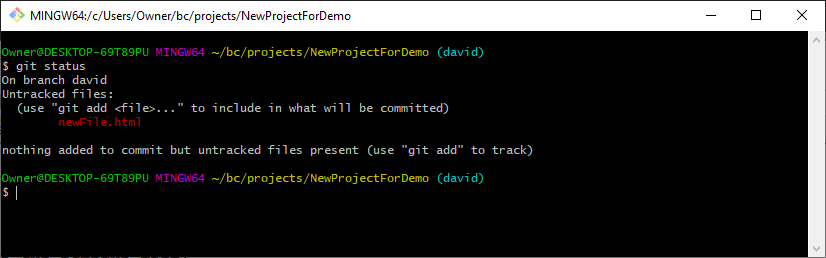 MINGW64:/c/Users/Owner/bc/projects/NewProjectForDemo
Owner@DESKTOP-69T89PU MINGW64 ~/bc/projects/NewProjectForDemo (david)
$ git status
On branch david
Untracked files:
  (use "git add <file>..." to include in what will be committed)
        newFile.html
nothing added to commit but untracked files present (use "git add" to track)
Owner@DESKTOP-69T89PU MINGW64 ~/bc/projects/NewProjectForDemo (david)
$